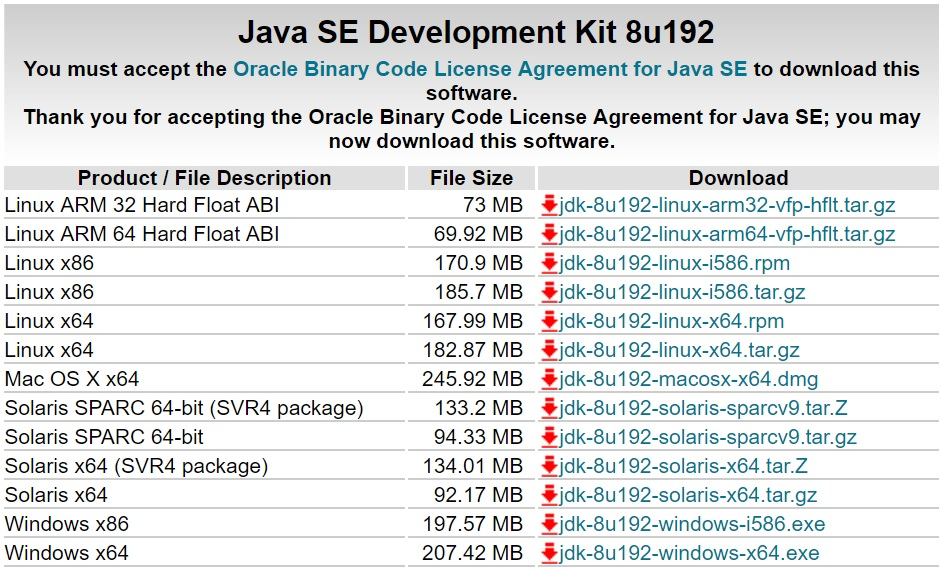 Java SE Development Kit 8u192
You must accept the Oracle Binary Code License Agreement for Java SE to download this
software.
Thank you for accepting the Oracle Binary Code License Agreement for Java SE; you may
now download this software.
Product / File Description File Size Download
Linux ARM 32 Hard Float ABI 73 MB jdk-8u192-linux-arm32-vfp-hflt.tar.gz
Linux ARM 64 Hard Float ABI 69.92 MB jdk-8u192-linux-arm64-vfp-hflt.tar.gz
Linux x86 170.9 MB jdk-8u192-linux-i586.rpm
Linux x86 185.7 MB jdk-8u192-linux-i586.tar.gz
Linux x64 167.99 MB jdk-8u192-linux-x64.rpm
Linux x64 182.87 MB jdk-8u192-linux-x64.tar.gz
Mac OS X x64 245.92 MB jdk-8u192-macosx-x64.dmg
Solaris SPARC 64-bit (SVR4 package) 133.2 MB jdk-8u192-solaris-sparcv9.tar.Z
Solaris SPARC 64-bit 94.33 MB jdk-8u192-solaris-sparcv9.tar.gz
Solaris x64 (SVR4 package) 134.01 MB jdk-8u192-solaris-x64.tar.Z
Solaris x64 92.17 MB jdk-8u192-solaris-x64.tar.gz
Windows x86 197.57 MB jdk-8u192-windows-i586.exe
Windows x64 207.42 MB jdk-8u192-windows-x64.exe